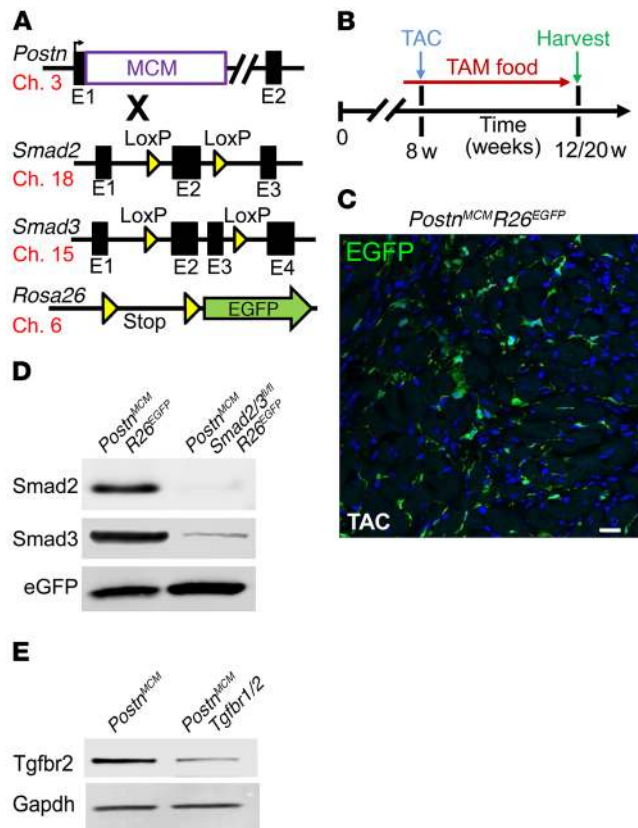 A
Postn
Ch. 3
MCM
E1
E2
X
Smad2
Ch. 18
LoxP
LoxP
E1
E2
E3
Smad3
Ch. 15
LoxP
LoxP
E1
E2
E3
E4
Rosa26
Ch. 6
Stop
EGFP
B
TAC
Harvest
TAM food
0
8 w
Time
(weeks)
12/20 w
C
PostnMCMR26EGFP
EGFP
TAC
D
PostnMCM
R26EGFP
PostnMCM
Smad2/3fl/fl
R26EGFP
Smad2
Smad3
eGFP
E
PostnMCM
PostnMCM
Tgfbr1/2
Tgfbr2
Gapdh